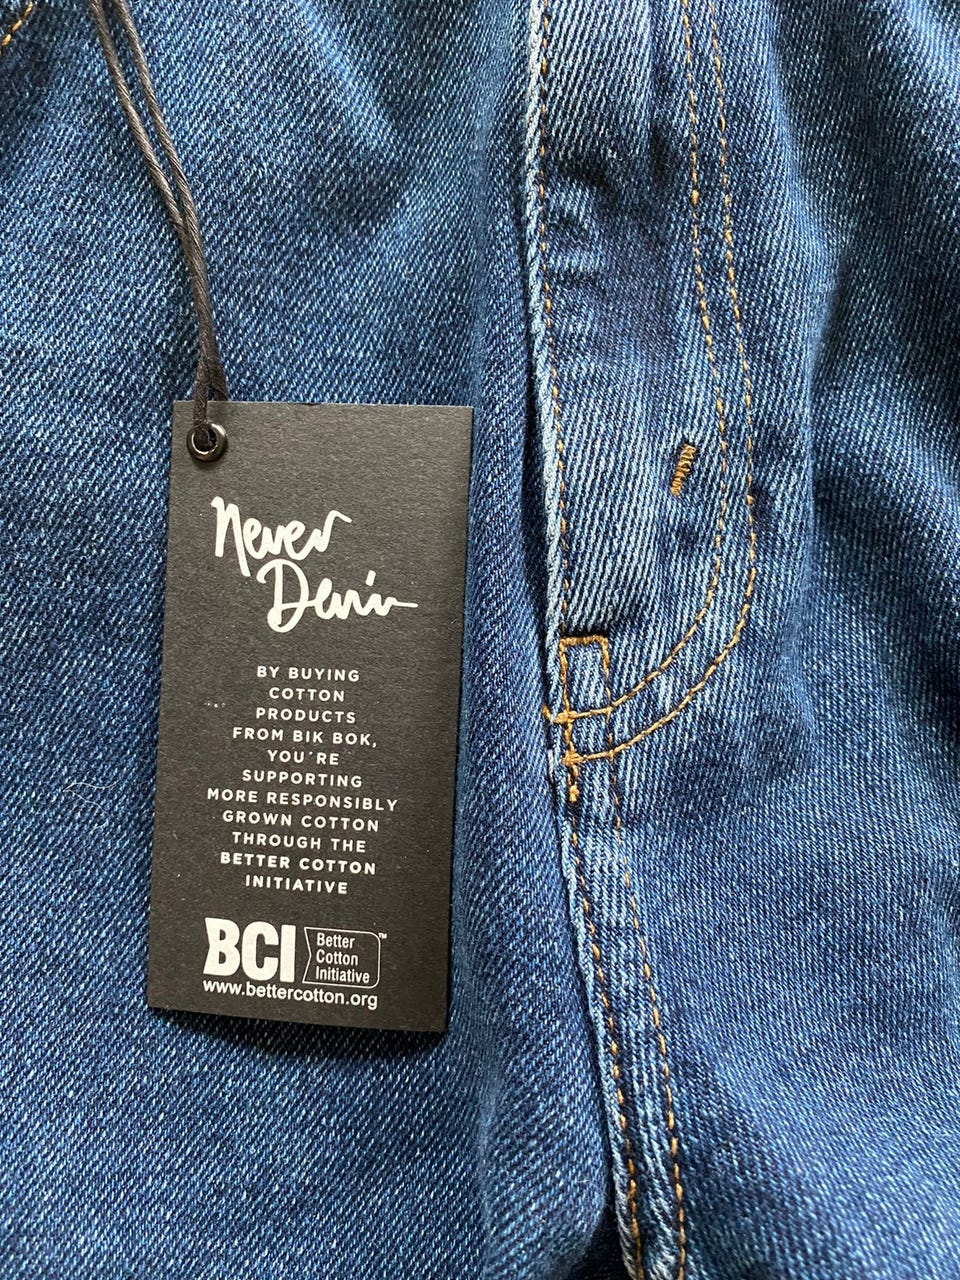 Never
Denim
BY BUYING
COTTON
PRODUCTS
FROM BIK BOK,
YOU´RE
SUPPORTING
MORE RESPONSIBLY
GROWN COTTON
THROUGH THE
BETTER COTTON
INITIATIVE
BCI Better
Cotton
Initiative™
www.bettercotton.org